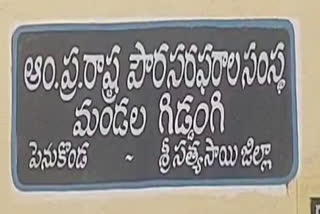 ఆం.ప్ర.రాష్ట్ర పౌరసరఫరాల సంస్థ
మండల గిడ్డంగి
పెనుకొండ - శ్రీ సత్యసాయి జిల్లా